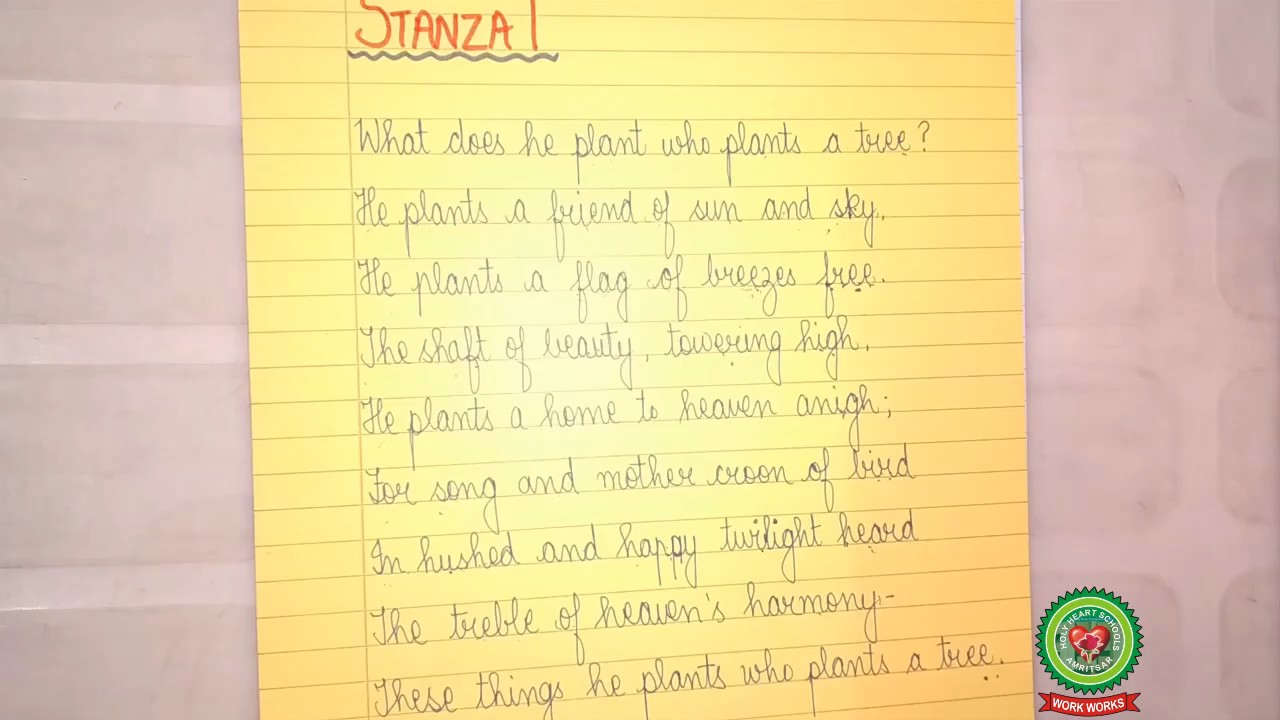 STANZA 1
What does he plant who plants a tree?
He plants a friend of sun and sky.
He plants a flag of breezes free.
The shaft of beauty, towering high.
He plants a home to heaven anigh;
For song and mother croon of bird
In hushed and happy twilight heard
The treble of heaven's harmony-
These things he plants who plants a tree.
HOLY HEART SCHOOLS
AMRITSAR
WORK WORKS